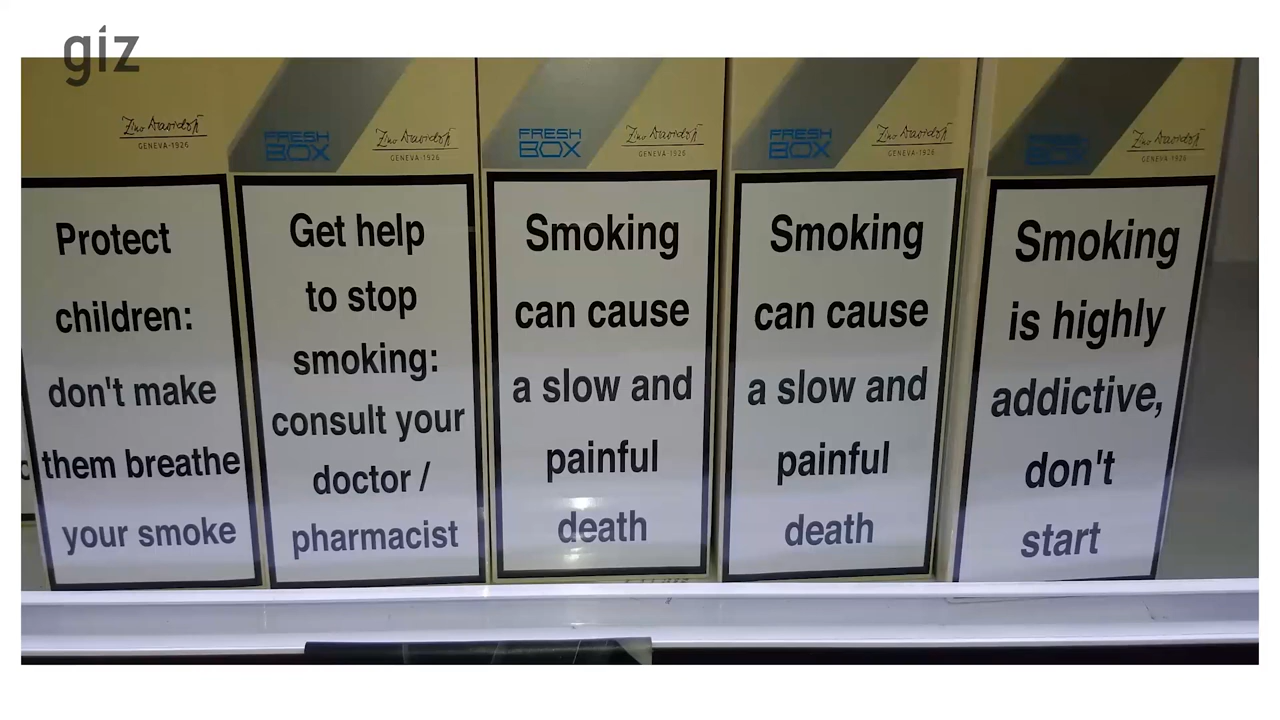 giz
Zino Davidoff
GENEVA·1926
Protect
children:
don't make
them breathe
your smoke
FRESH
BOX
Zino Davidoff
GENEVA·1926
Get help
to stop
smoking:
consult your
doctor /
pharmacist
FRESH
BOX
Zino Davidoff
GENEVA·1926
Smoking
can cause
a slow and
painful
death
FRESH
BOX
Zino Davidoff
GENEVA·1926
Smoking
can cause
a slow and
painful
death
FRESH
BOX
Zino Davidoff
GENEVA·1926
Smoking
is highly
addictive,
don't
start